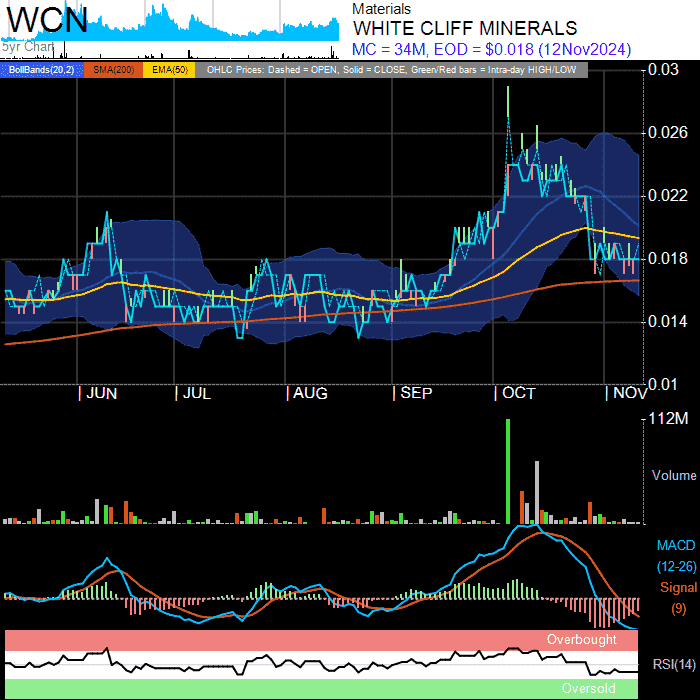 WCN
5yr Chart
Materials
WHITE CLIFF MINERALS
MC = 34M, EOD = $0.018 (12Nov2024)
BollBands(20,2) SMA(200) EMA(50) OHLC Prices: Dashed = OPEN, Solid = CLOSE, Green/Red bars = Intra-day HIGH/LOW
0.03
0.026
0.022
0.018
0.014
0.01
| JUN | JUL | AUG | SEP | OCT | NOV
112M
Volume
MACD
(12-26)
Signal
(9)
Overbought
RSI(14)
Oversold